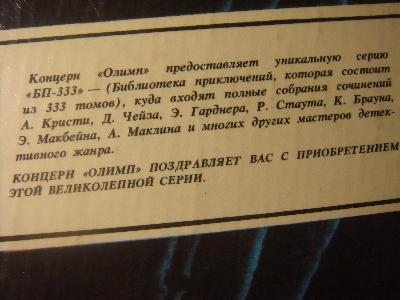 Концерн «Олимп» предоставляет уникальную серию
«БП-333» — (Библиотека приключений, которая состоит
из 333 томов), куда входят полные собрания сочинений
А. Кристи, Д. Чейза, Э. Гарднера, Р. Стаута, К. Брауна,
Э. Макбейна, А. Маклина и многих других мастеров детек-
тивного жанра.
КОНЦЕРН «ОЛИМП» ПОЗДРАВЛЯЕТ ВАС С ПРИОБРЕТЕНИЕМ
ЭТОЙ ВЕЛИКОЛЕПНОЙ СЕРИИ.